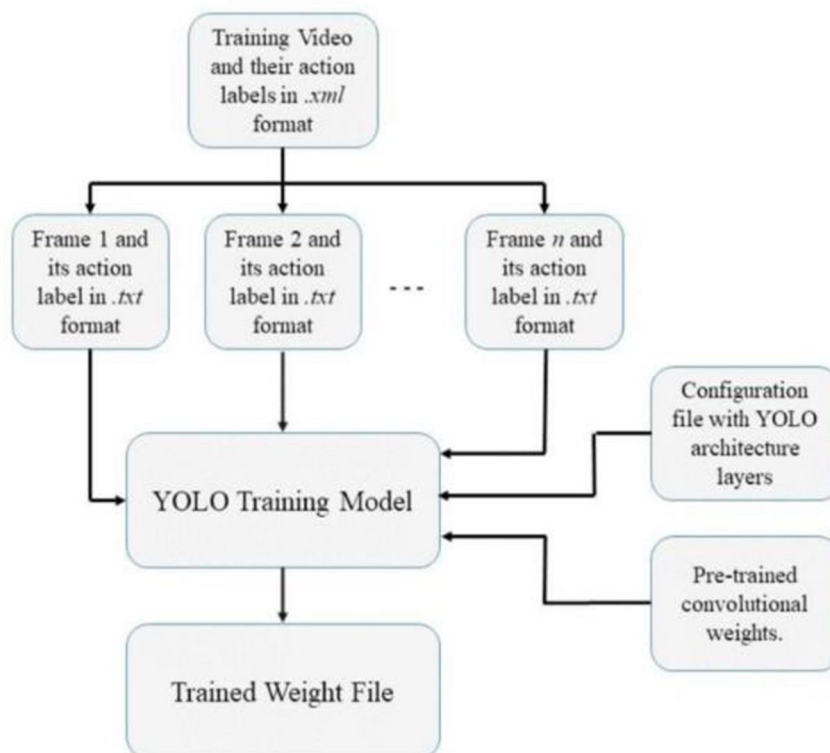 Training Video
and their action
labels in .xml
format
Frame 1 and
its action
label in .txt
format
Frame 2 and
its action
label in .txt
format
- - -
Frame n and
its action
label in .txt
format
Configuration
file with YOLO
architecture
layers
YOLO Training Model
Pre-trained
convolutional
weights.
Trained Weight File